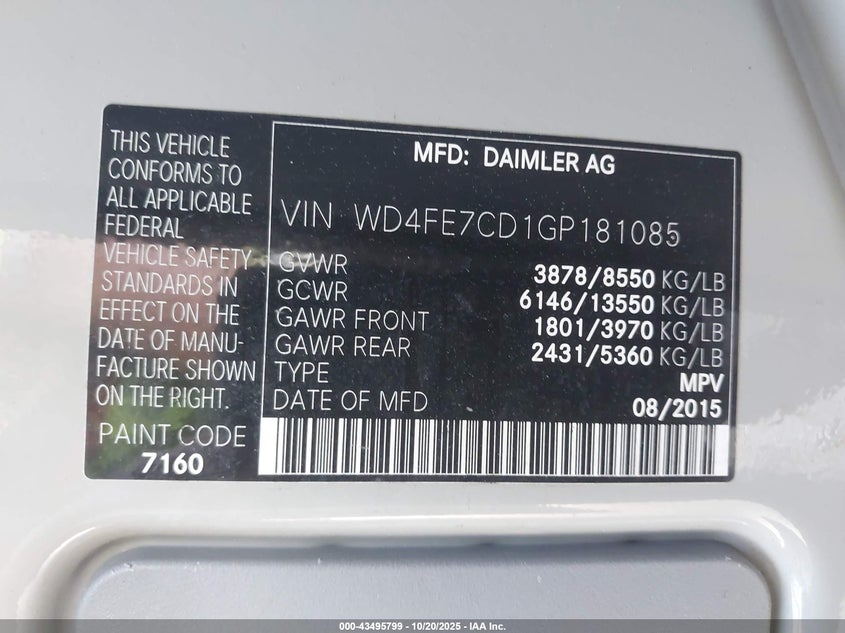 THIS VEHICLE
CONFORMS TO
ALL APPLICABLE
FEDERAL
VEHICLE SAFETY
STANDARDS IN
EFFECT ON THE
DATE OF MANU-
FACTURE SHOWN
ON THE RIGHT.
PAINT CODE
7160
MFD: DAIMLER AG
VIN WD4FE7CD1GP181085
GVWR 3878/8550 KG/LB
GCWR 6146/13550 KG/LB
GAWR FRONT 1801/3970 KG/LB
GAWR REAR 2431/5360 KG/LB
TYPE MPV
DATE OF MFD 08/2015
000-43495799 - 10/20/2025 - IAA Inc.